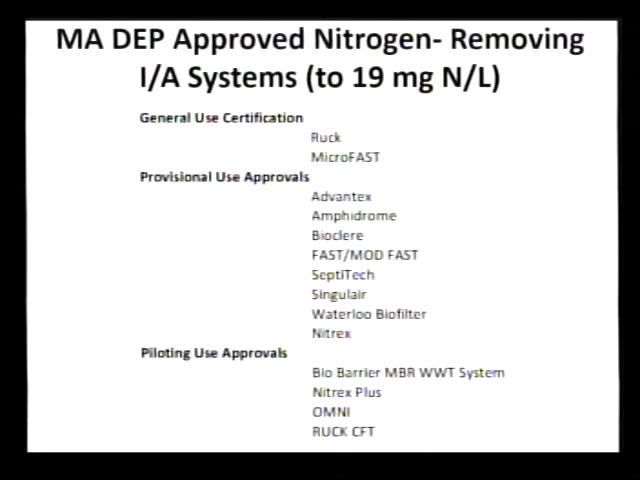 MA DEP Approved Nitrogen- Removing
I/A Systems (to 19 mg N/L)
General Use Certification
Ruck
MicroFAST
Provisional Use Approvals
Advantex
Amphidrome
Bioclere
FAST/MOD FAST
SeptiTech
Singulair
Waterloo Biofilter
Nitrex
Piloting Use Approvals
Bio Barrier MBR WWT System
Nitrex Plus
OMNI
RUCK CFT